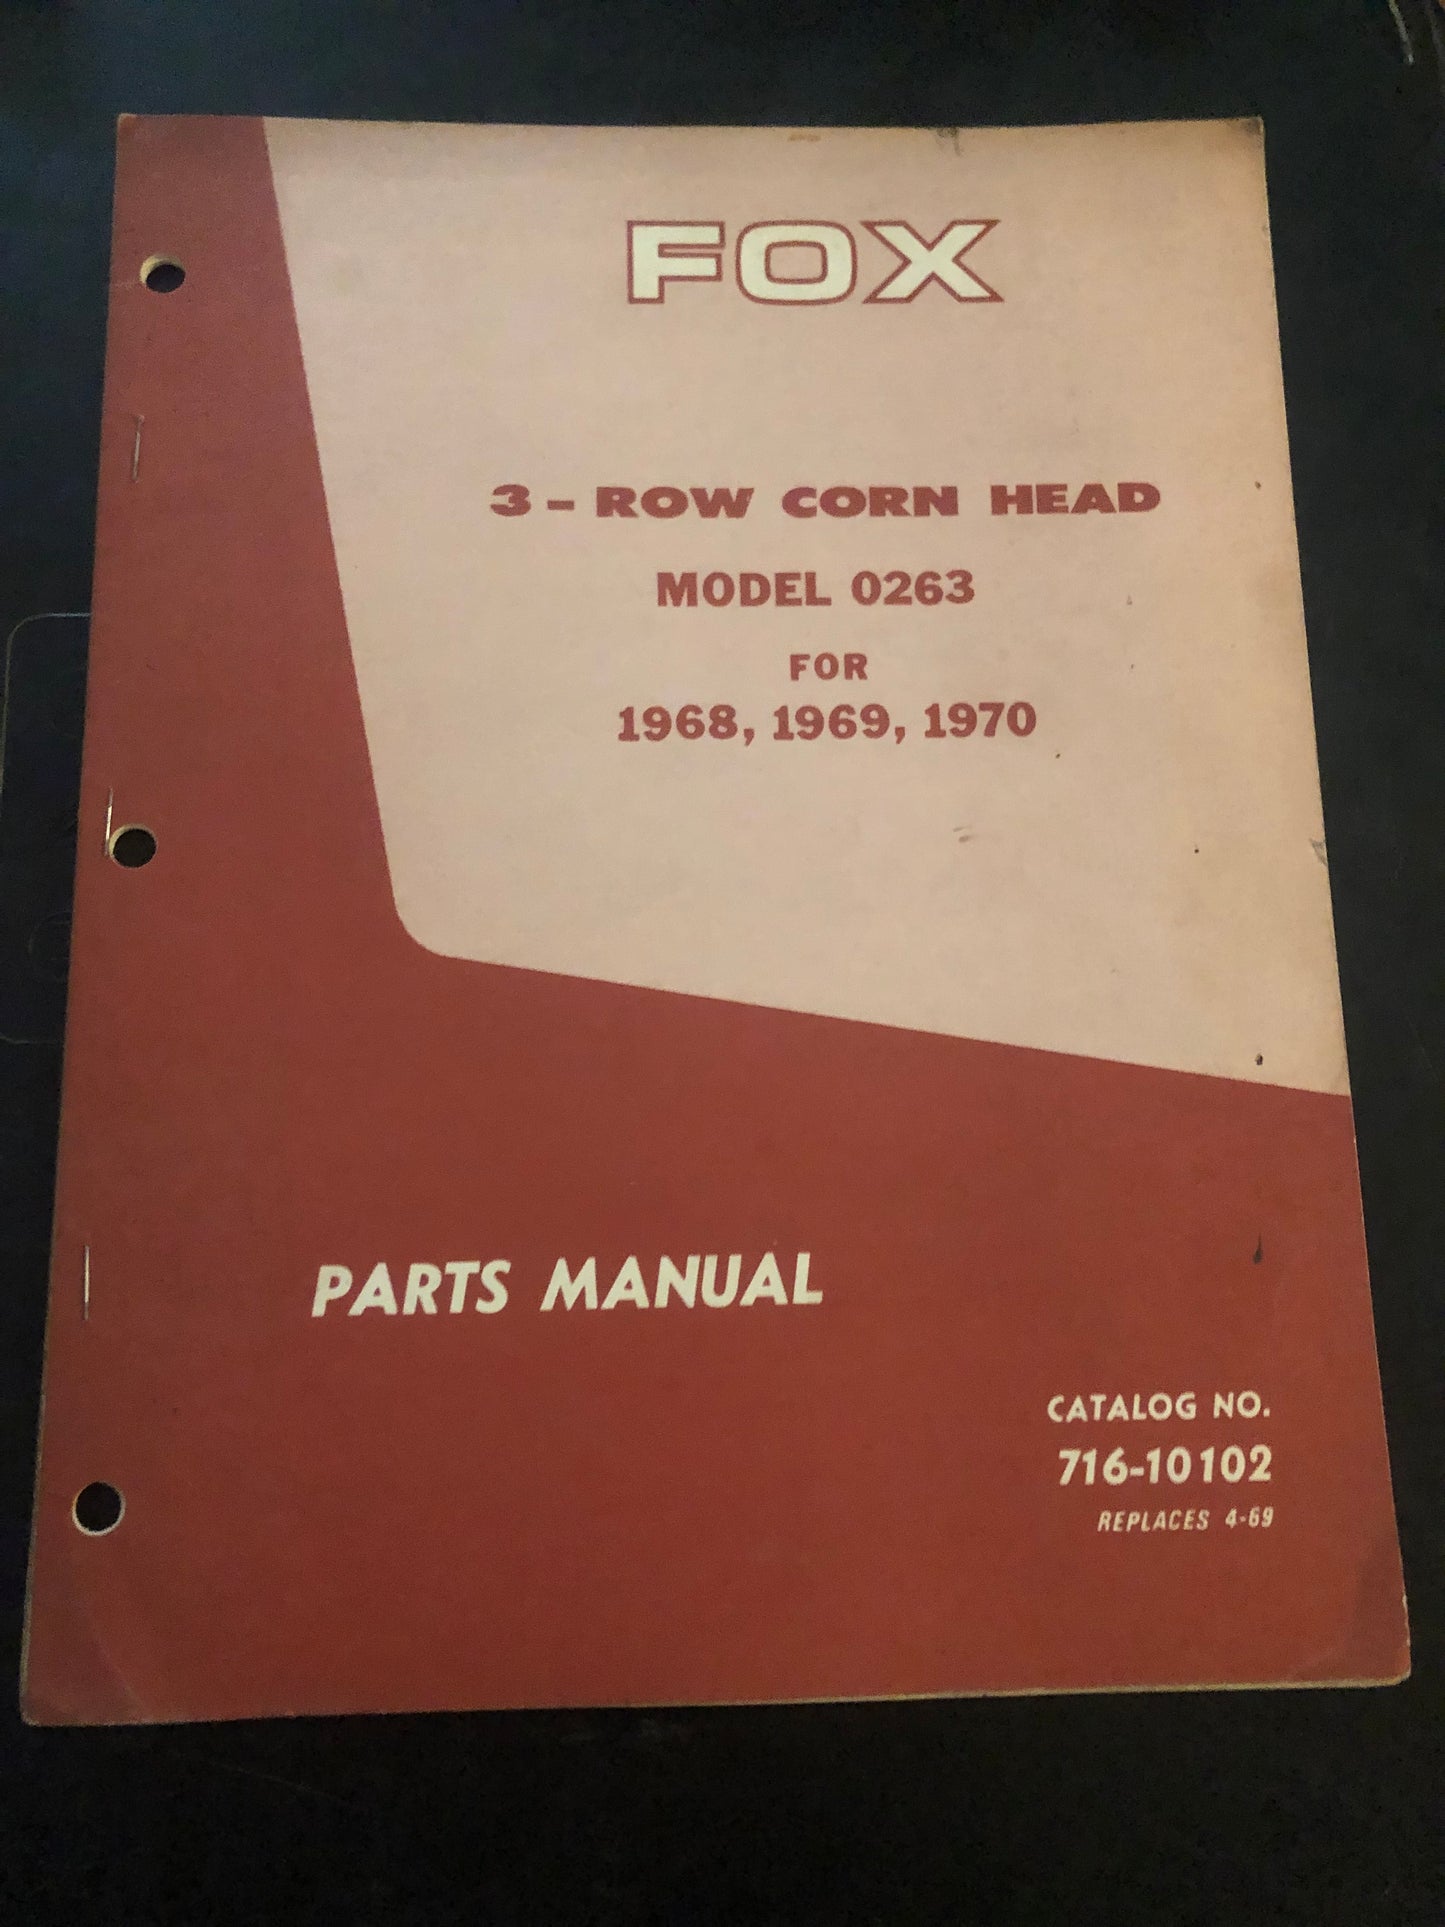 FOX
3-ROW CORN HEAD
MODEL 0263
FOR
1968, 1969, 1970
PARTS MANUAL
CATALOG NO.
716-10102
REPLACES 4-69